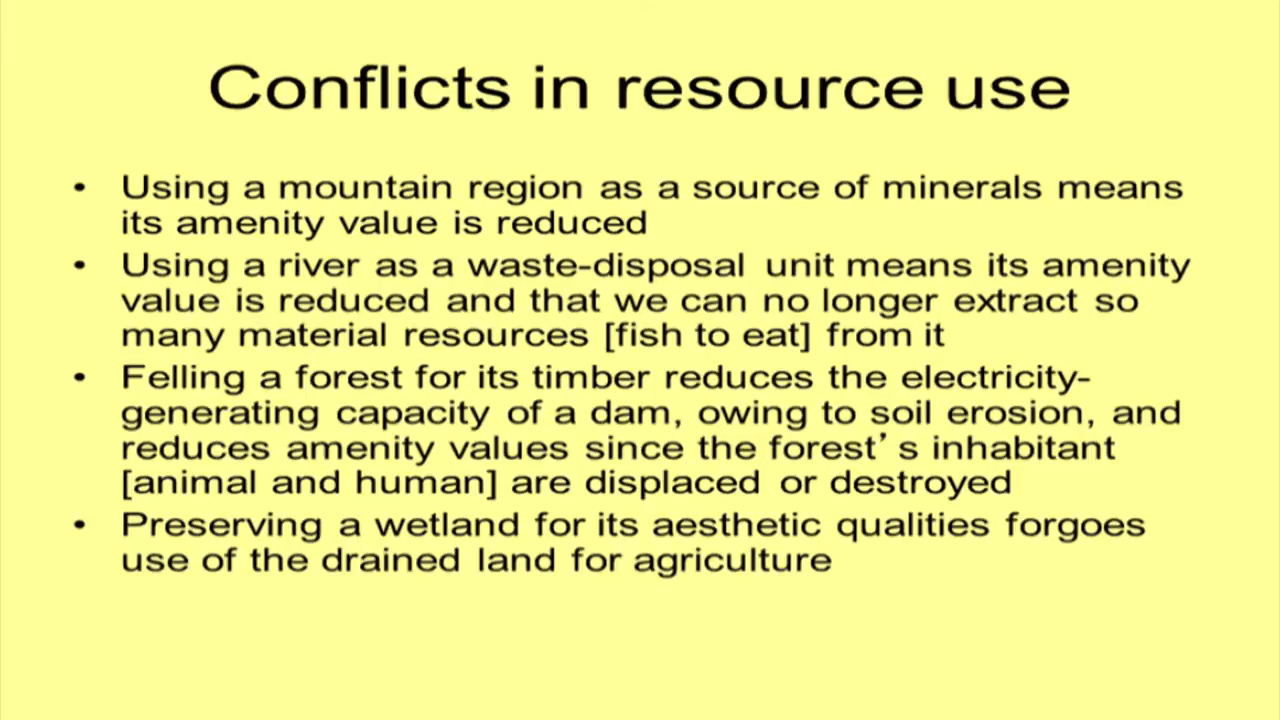 Conflicts in resource use
• Using a mountain region as a source of minerals means
its amenity value is reduced
• Using a river as a waste-disposal unit means its amenity
value is reduced and that we can no longer extract so
many material resources [fish to eat] from it
• Felling a forest for its timber reduces the electricity-
generating capacity of a dam, owing to soil erosion, and
reduces amenity values since the forest’s inhabitant
[animal and human] are displaced or destroyed
• Preserving a wetland for its aesthetic qualities forgoes
use of the drained land for agriculture